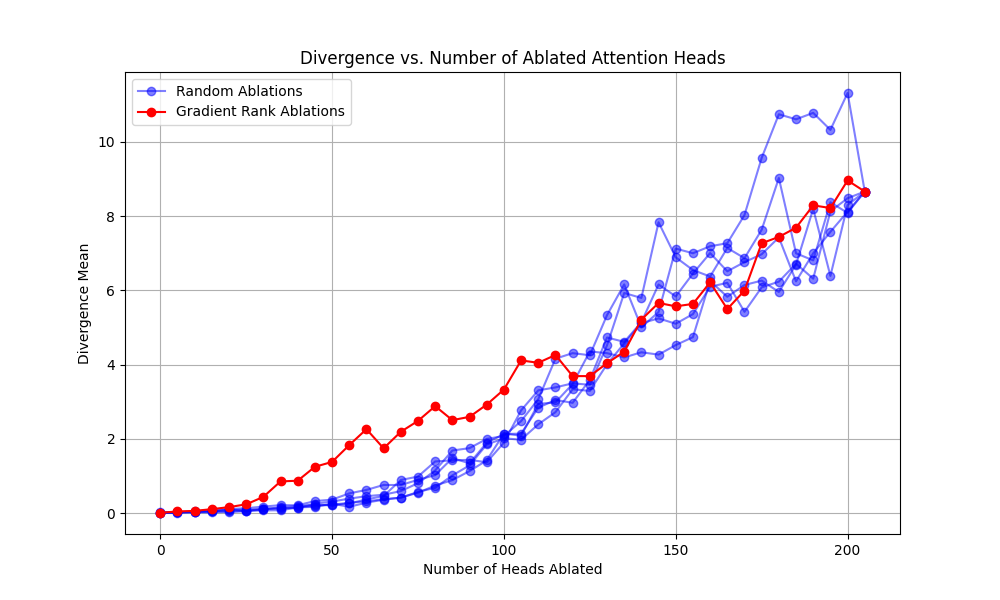 Divergence vs. Number of Ablated Attention Heads
Random Ablations
Gradient Rank Ablations
Divergence Mean
10
8
6
4
2
0
0 50 100 150 200
Number of Heads Ablated